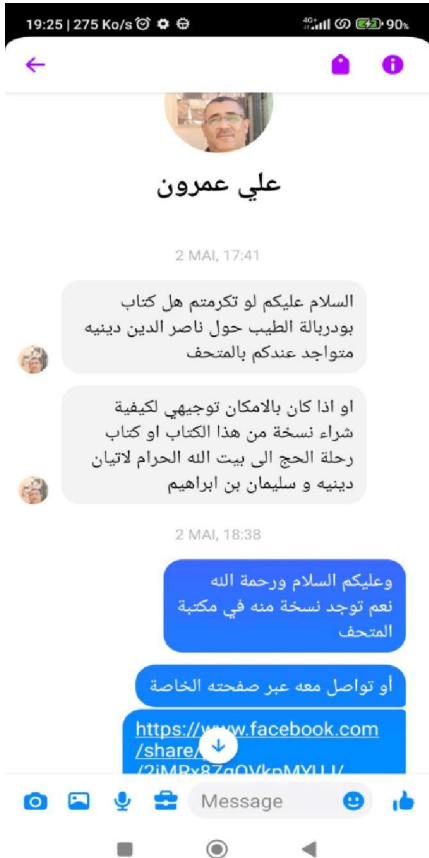 19:25 | 275 Ko/s
4G+ 90%
علي عمرون
2 MAI, 17:41
السلام عليكم لو تكرمتم هل كتاب
بودربالة الطيب حول ناصر الدين دينيه
متواجد عندكم بالمتحف
او اذا كان بالامكان توجيهي لكيفية
شراء نسخة من هذا الكتاب او كتاب
رحلة الحج الى بيت الله الحرام لاتيان
دينيه و سليمان بن ابراهيم
2 MAI, 18:38
وعليكم السلام ورحمة الله
نعم توجد نسخة منه في مكتبة
المتحف
أو تواصل معه عبر صفحته الخاصة
https://www.facebook.com
/share/
Message